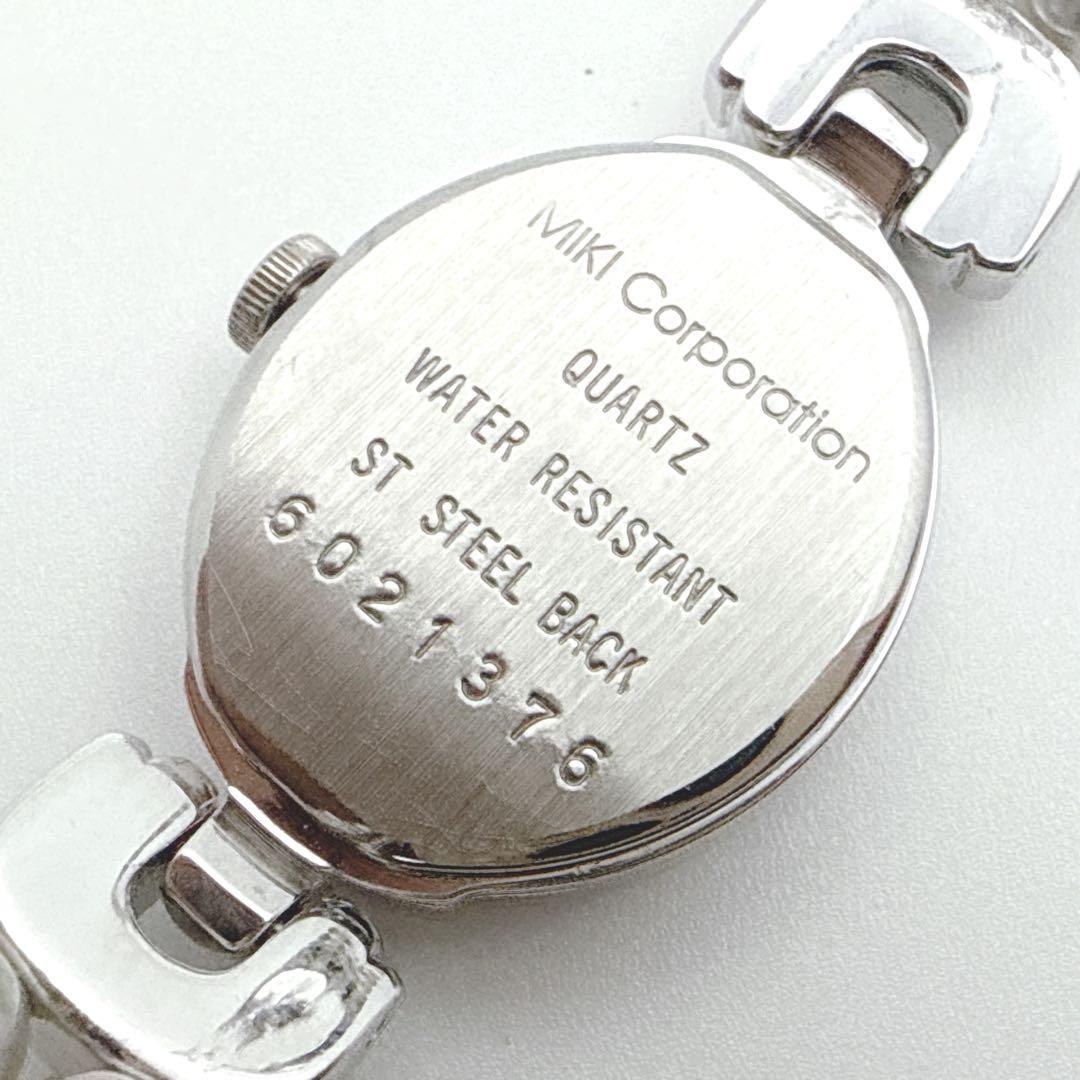 MIKI Corporation
QUARTZ
WATER RESISTANT
ST STEEL BACK
6021376